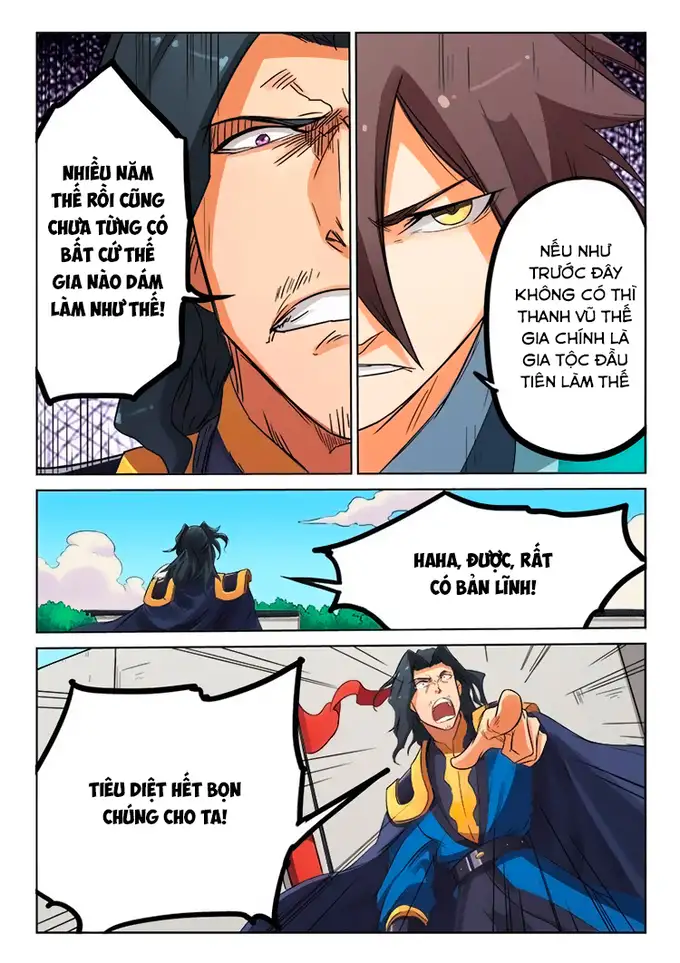 NHIỀU NĂM
THẾ RỒI CŨNG
CHƯA TỪNG CÓ
BẤT CỨ THẾ
GIA NÀO DÁM
LÀM NHƯ THẾ!
NẾU NHƯ
TRƯỚC ĐÂY
KHÔNG CÓ THÌ
THANH VŨ THẾ
GIA CHÍNH LÀ
GIA TỘC ĐẦU
TIÊN LÀM THẾ
HAHA, ĐƯỢC, RẤT
CÓ BẢN LĨNH!
TIÊU DIỆT HẾT BỌN
CHÚNG CHO TA!